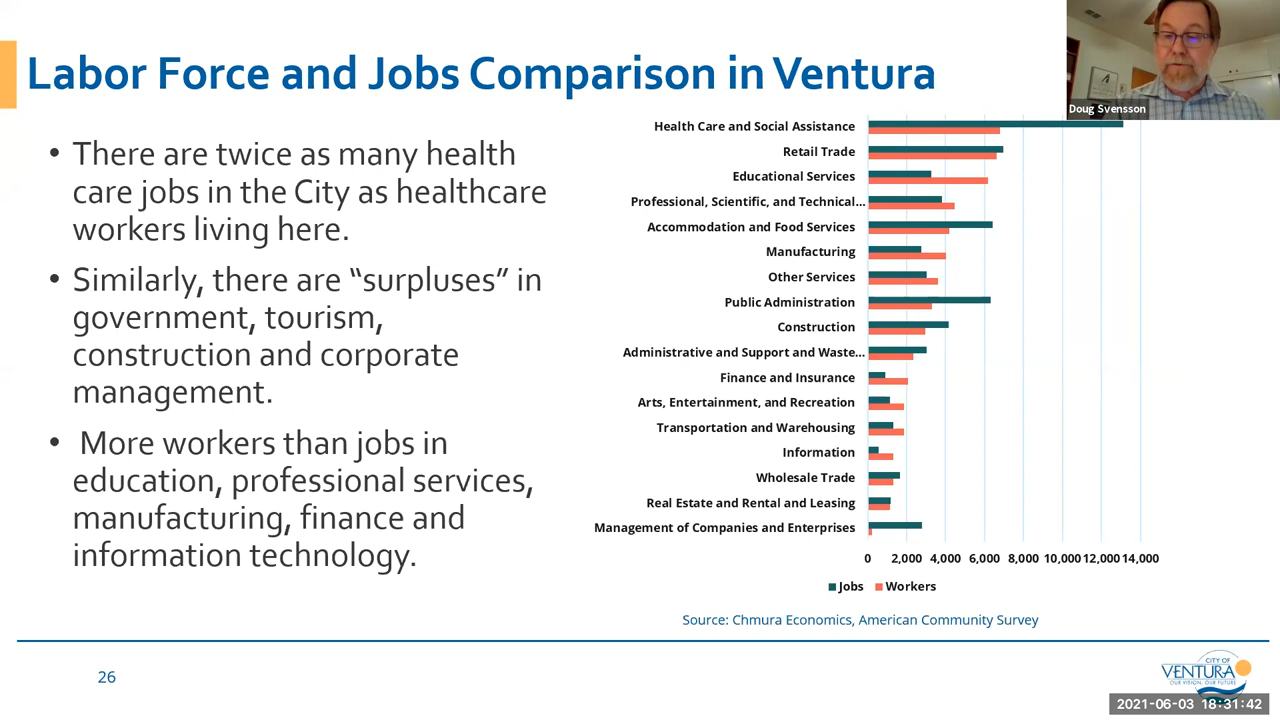 Labor Force and Jobs Comparison in Ventura
Doug Svensson
• There are twice as many health
care jobs in the City as healthcare
workers living here.
• Similarly, there are “surpluses” in
government, tourism,
construction and corporate
management.
• More workers than jobs in
education, professional services,
manufacturing, finance and
information technology.
Health Care and Social Assistance
Retail Trade
Educational Services
Professional, Scientific, and Technical...
Accommodation and Food Services
Manufacturing
Other Services
Public Administration
Construction
Administrative and Support and Waste...
Finance and Insurance
Arts, Entertainment, and Recreation
Transportation and Warehousing
Information
Wholesale Trade
Real Estate and Rental and Leasing
Management of Companies and Enterprises
0 2,000 4,000 6,000 8,000 10,000 12,000 14,000
Jobs Workers
Source: Chmura Economics, American Community Survey
26
CITY OF
VENTURA
OUR VISION. OUR FUTURE
2021-06-03 18:31:42